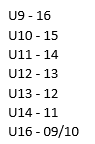 U9 - 16
U10 - 15
U11 - 14
U12 - 13
U13 - 12
U14 - 11
U16 - 09/10